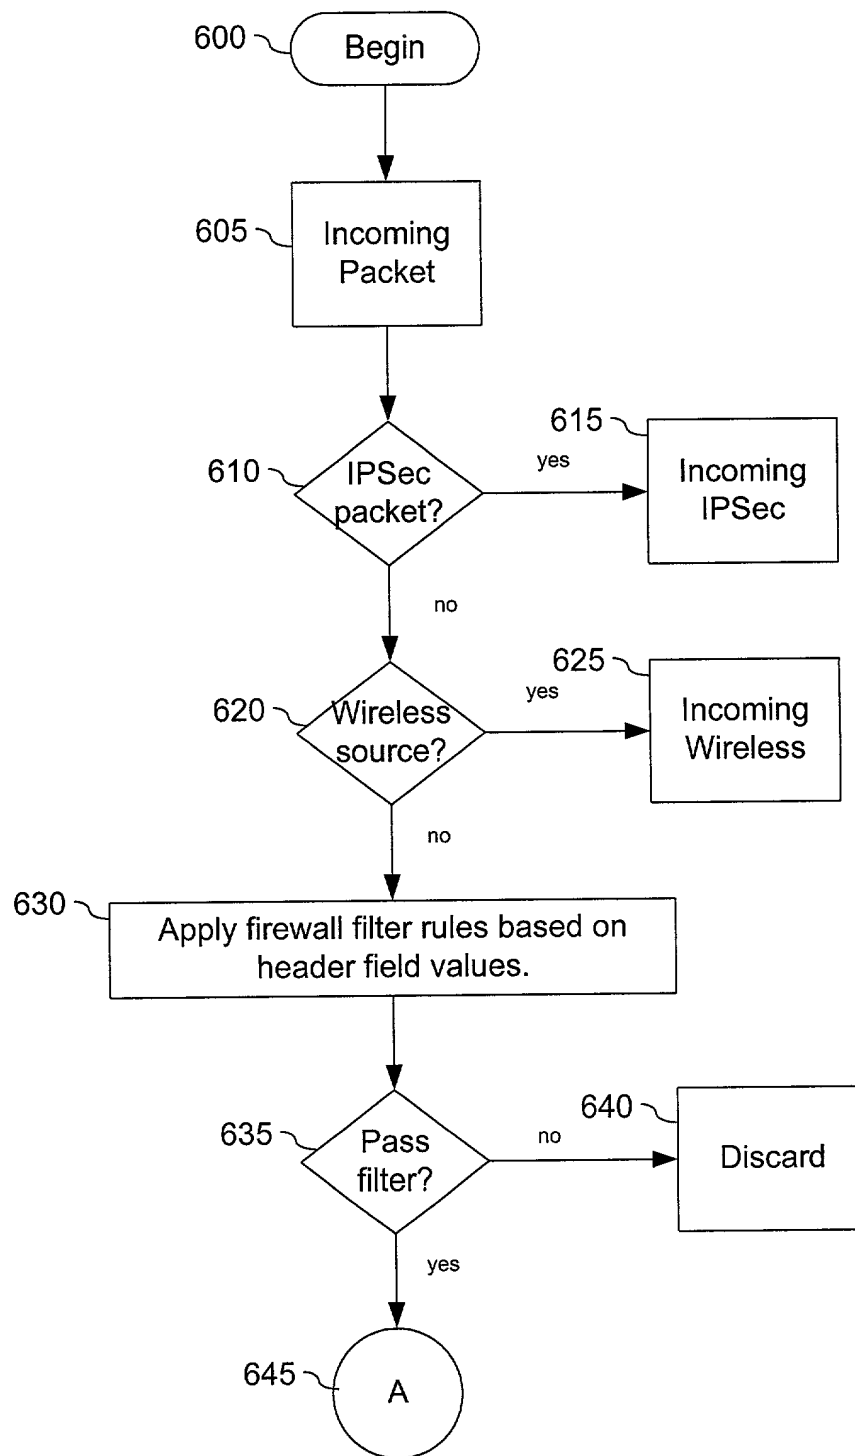 600
Begin
605
Incoming
Packet
610
IPSec
packet?
yes
615
Incoming
IPSec
no
620
Wireless
source?
yes
625
Incoming
Wireless
no
630
Apply firewall filter rules based on
header field values.
635
Pass
filter?
no
640
Discard
yes
645
A